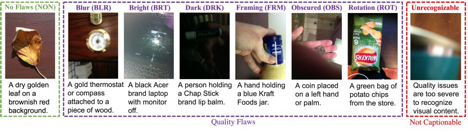 No Flaws (NON)
Blur (BLR)
Bright (BRT)
Dark (DRK)
Framing (FRM)
Obscured (OBS)
Rotation (ROT)
Unrecognizable
A dry golden
leaf on a
brownish red
background.
A gold thermostat
or compass
attached to a
piece of wood.
A black Acer
brand laptop
with monitor
off.
A person holding
a Chap Stick
brand lip balm.
A hand holding
a blue Kraft
Foods jar.
A coin placed
on a left hand
or palm.
A green bag of
potato chips
from the store.
Quality issues
are too severe
to recognize
visual content.
Quality Flaws
Not Captionable